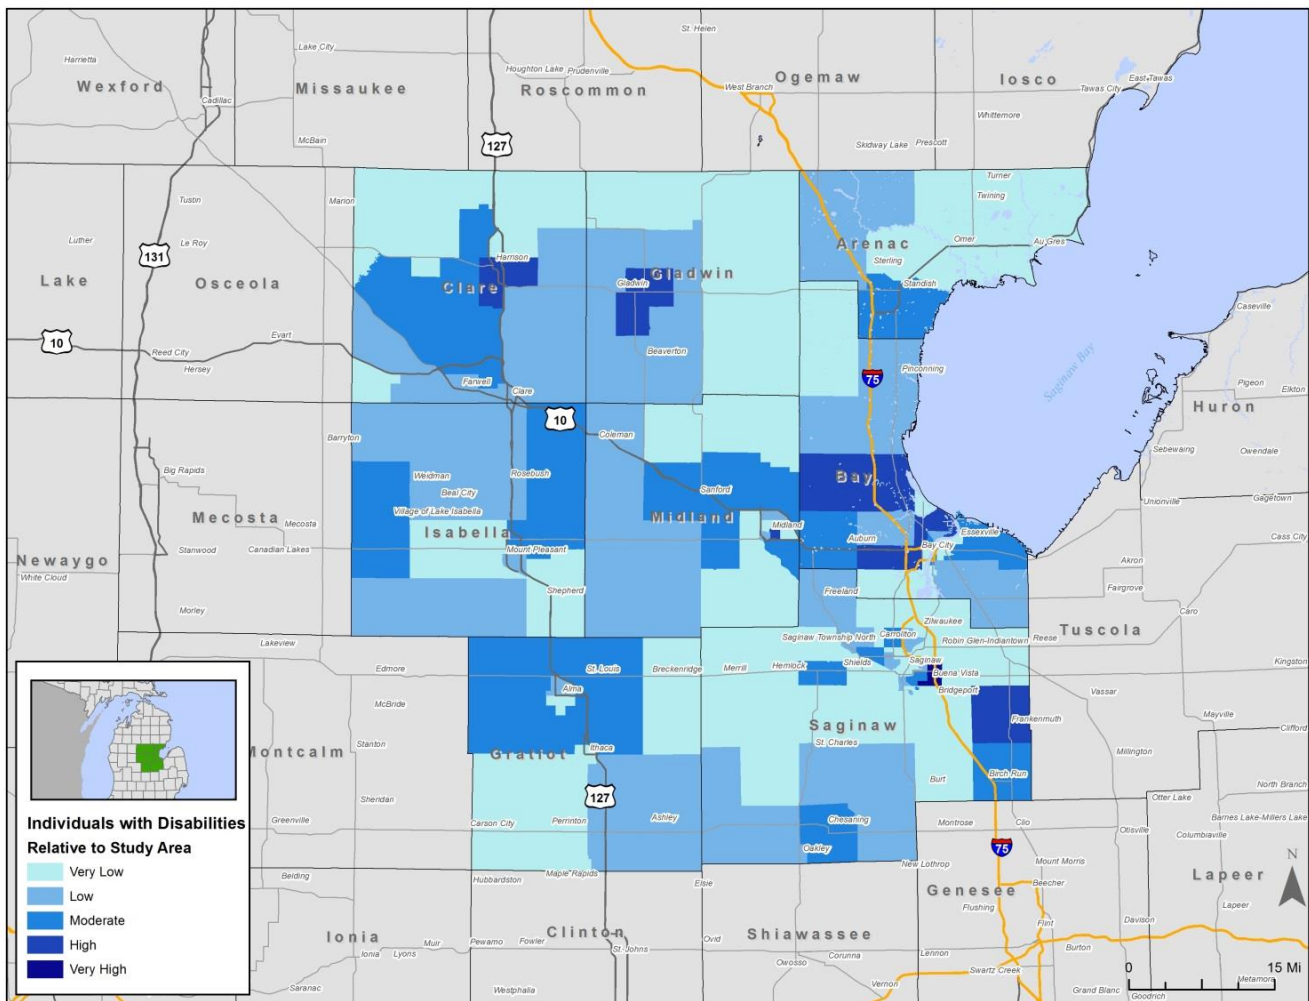 St. Helen
Lake City
Harrietta
Houghton Lake
Prudenville
Ogemaw
Iosco
East Tawas
Wexford
Missaukee
Roscommon
West Branch
Tawas City
Cadillac
Whittemore
McBain
127
Skidway Lake
Prescott
Turner
Tustin
Marion
Twining
Luther
Le Roy
131
Arenac
Omer
Au Gres
Harrison
Sterling
Lake
Osceola
Clare
Gladwin
Gladwin
Standish
Caseville
10
Evart
Reed City
Hersey
Beaverton
Saginaw Bay
Pinconning
75
Farwell
Clare
Pigeon
Elkton
Huron
10
Barryton
Coleman
Sebewaing
Owendale
Big Rapids
Weidman
Rosebush
Bay
Beal City
Sanford
Unionville
Gagetown
Village of Lake Isabella
Mecosta
Mecosta
Isabella
Midland
Midland
Essexville
Auburn
Cass City
Stanwood
Canadian Lakes
Mount Pleasant
Bay City
Newaygo
Akron
White Cloud
Shepherd
Freeland
Fairgrove
Morley
Caro
Zilwaukee
Tuscola
Lakeview
Saginaw Township North
Carrollton
Robin Glen-Indiantown
Reese
Edmore
St. Louis
Breckenridge
Merrill
Hemlock
Shields
Saginaw
Kingston
Buena Vista
Alma
Bridgeport
Vassar
McBride
Mayville
Saginaw
Frankenmuth
Clifford
Montcalm
Stanton
Gratiot
Ithaca
St. Charles
Millington
Burt
Birch Run
North Branch
Sheridan
127
Otter Lake
Greenville
Carson City
Perrinton
Ashley
Chesaning
Montrose
Clio
Otisville
Barnes Lake-Millers Lake
Columbiaville
Oakley
75
N
Belding
Hubbardston
Maple Rapids
Elsie
New Lothrop
Mount Morris
Genesee
Beecher
Lapeer
Flushing
Lapeer
Ionia
Clinton
Shiawassee
Flint
Davison
Muir
Pewamo
Fowler
St. Johns
Ovid
Corunna
Lennon
Burton
Ionia
Lyons
Owosso
Swartz Creek
0
15 Mi
Saranac
Westphalia
Vernon
Grand Blanc
Goodrich
Metamora
Individuals with Disabilities
Relative to Study Area
Very Low
Low
Moderate
High
Very High